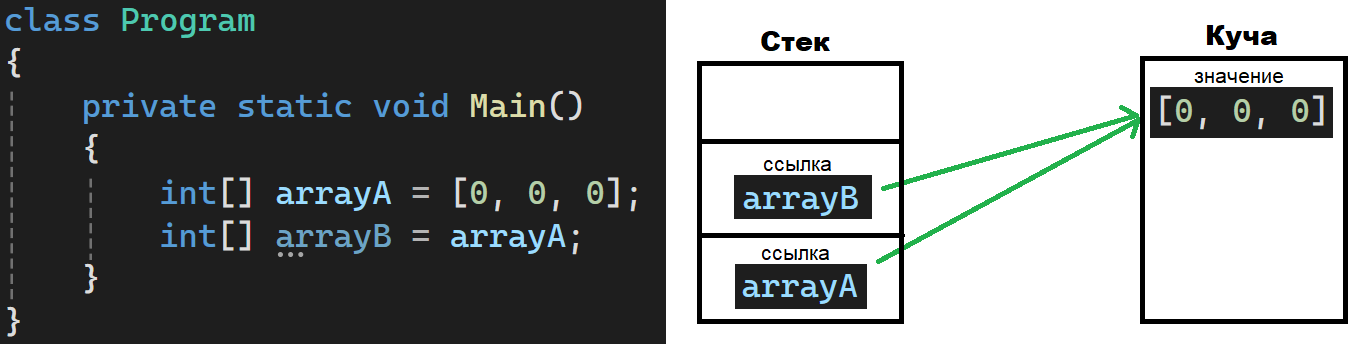 class Program
{
private static void Main()
{
int[] arrayA = [0, 0, 0];
int[] arrayB = arrayA;
}
}
Стек
ссылка
arrayB
ссылка
arrayA
Куча
значение
[0, 0, 0]